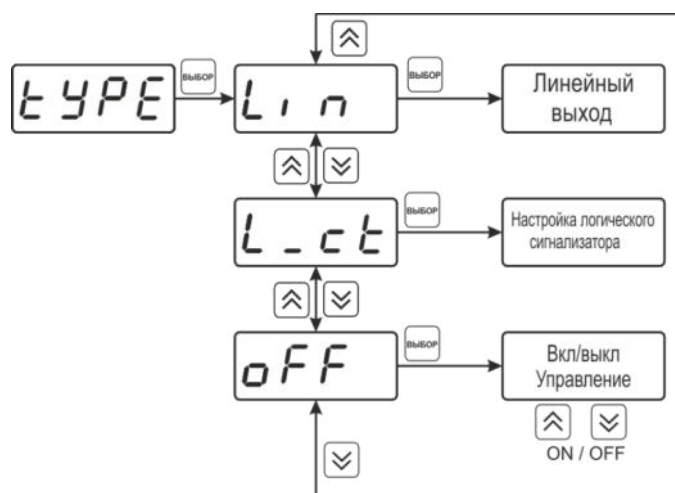 tYPE
ВЫБОР
Lin
ВЫБОР
Линейный
выход
L_ct
ВЫБОР
Настройка логического
сигнализатора
oFF
ВЫБОР
Вкл/выкл
Управление
ON / OFF